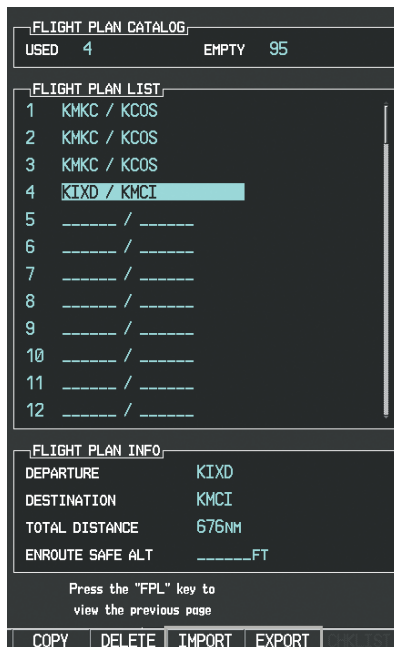 FLIGHT PLAN CATALOG
USED 4 EMPTY 95
FLIGHT PLAN LIST
1 KMKC / KCOS
2 KMKC / KCOS
3 KMKC / KCOS
4 KIXD / KMCI
5 ______ / ______
6 ______ / ______
7 ______ / ______
8 ______ / ______
9 ______ / ______
10 ______ / ______
11 ______ / ______
12 ______ / ______
FLIGHT PLAN INFO
DEPARTURE KIXD
DESTINATION KMCI
TOTAL DISTANCE 676NM
ENROUTE SAFE ALT ______FT
Press the "FPL" key to
view the previous page
COPY DELETE IMPORT EXPORT CHKLIST